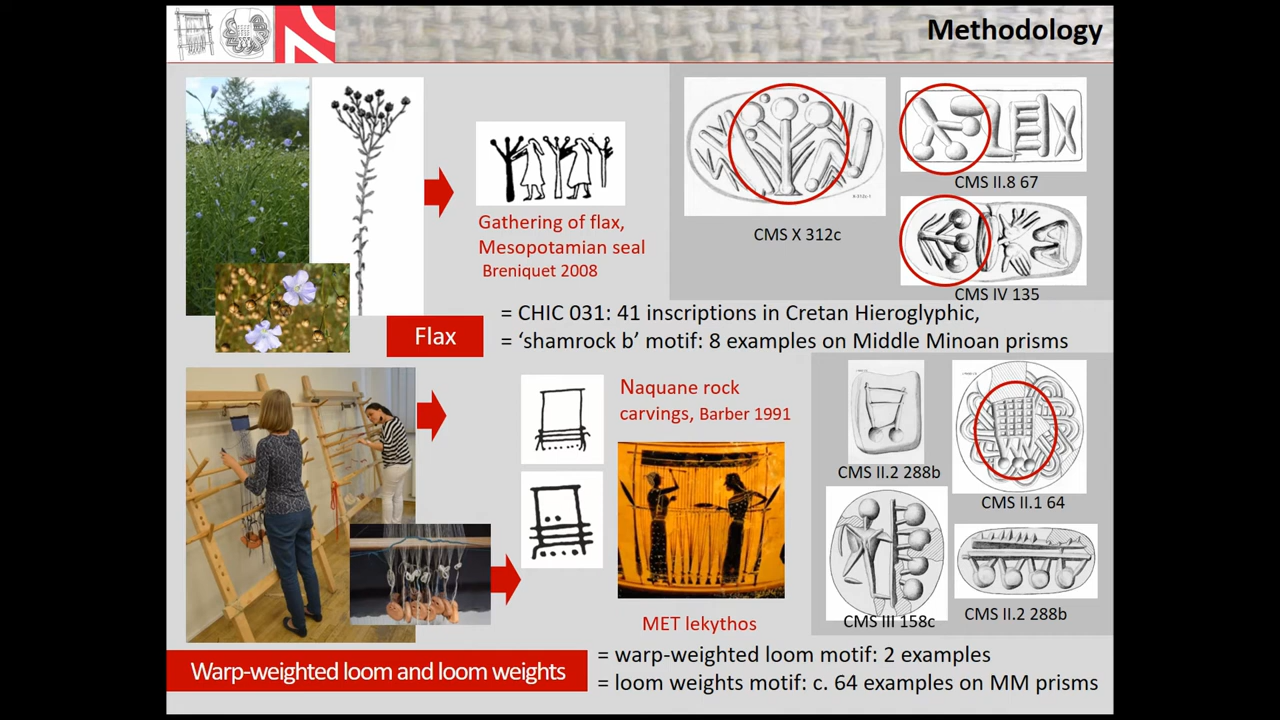 Methodology
CMS X 312c
CMS II.8 67
CMS IV 135
Gathering of flax,
Mesopotamian seal
Breniquet 2008
Flax
= CHIC 031: 41 inscriptions in Cretan Hieroglyphic,
= ‘shamrock b’ motif: 8 examples on Middle Minoan prisms
Naquane rock
carvings, Barber 1991
MET lekythos
CMS II.2 288b
CMS II.1 64
CMS III 158c
CMS II.2 288b
Warp-weighted loom and loom weights
= warp-weighted loom motif: 2 examples
= loom weights motif: c. 64 examples on MM prisms